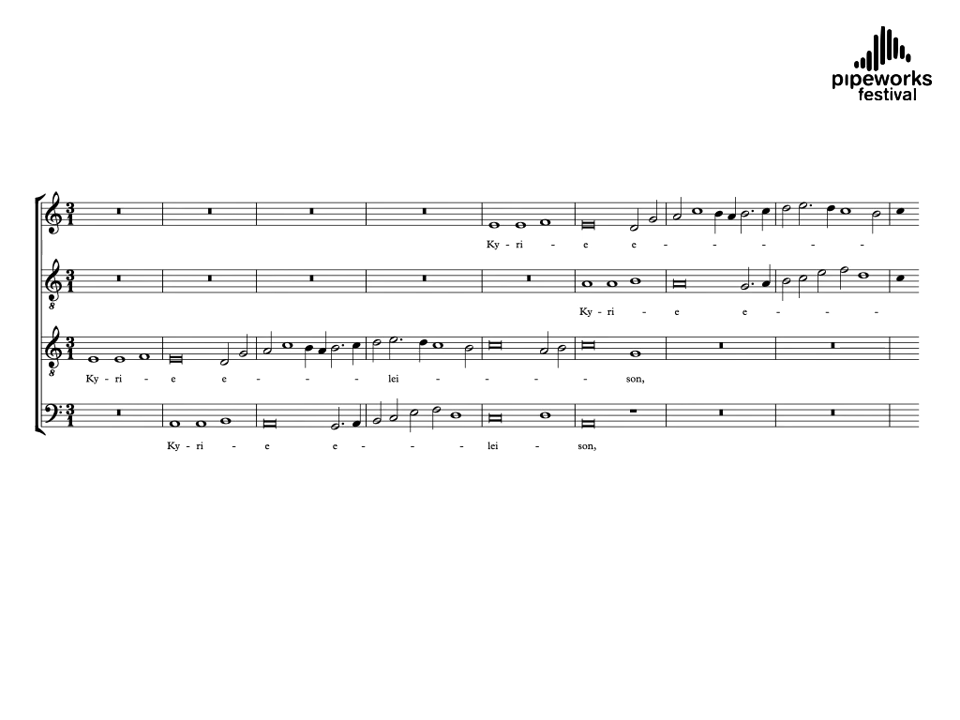 pipeworks
festival
Ky - ri - e e - - - - - - -
Ky - ri - e e - - - -
Ky - ri - e e - - - lei - - - - - son,
Ky - ri - e e - - - lei - son,